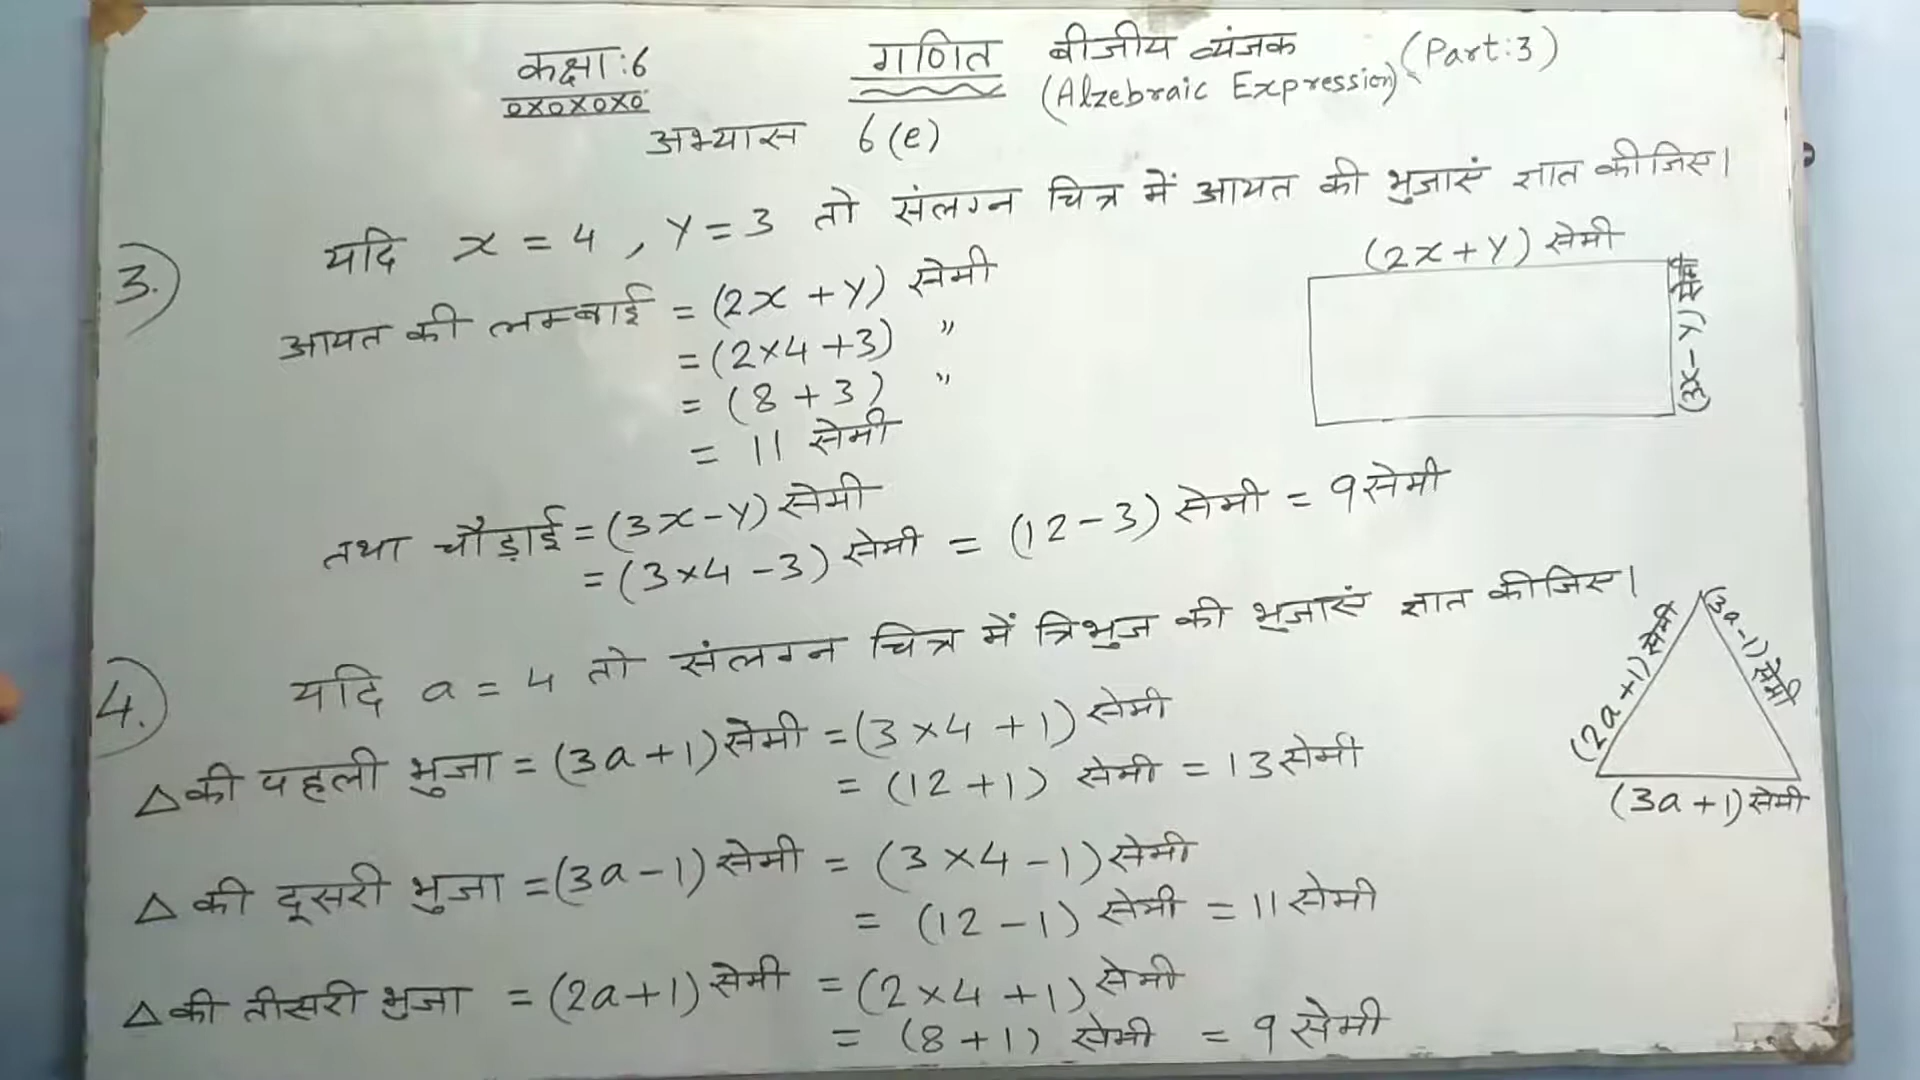 कक्षा:6
गणित बीजीय व्यंजक (Part:3)
(Alzebraic Expression)
अभ्यास 6(e)
3. यदि x = 4 , y = 3 तो संलग्न चित्र में आयत की भुजाएं ज्ञात कीजिए।
(2x+y) सेमी
(3x-y) सेमी
आयत की लम्बाई = (2x + y) सेमी
= (2×4+3) "
= (8+3) "
= 11 सेमी
तथा चौड़ाई = (3x-y) सेमी
= (3×4-3) सेमी = (12-3) सेमी = 9 सेमी
4. यदि a = 4 तो संलग्न चित्र में त्रिभुज की भुजाएं ज्ञात कीजिए।
(2a+1) सेमी
(3a-1) सेमी
(3a+1) सेमी
△ की पहली भुजा = (3a+1) सेमी = (3×4+1) सेमी
= (12+1) सेमी = 13 सेमी
△ की दूसरी भुजा = (3a-1) सेमी = (3×4-1) सेमी
= (12-1) सेमी = 11 सेमी
△ की तीसरी भुजा = (2a+1) सेमी = (2×4+1) सेमी
= (8+1) सेमी = 9 सेमी